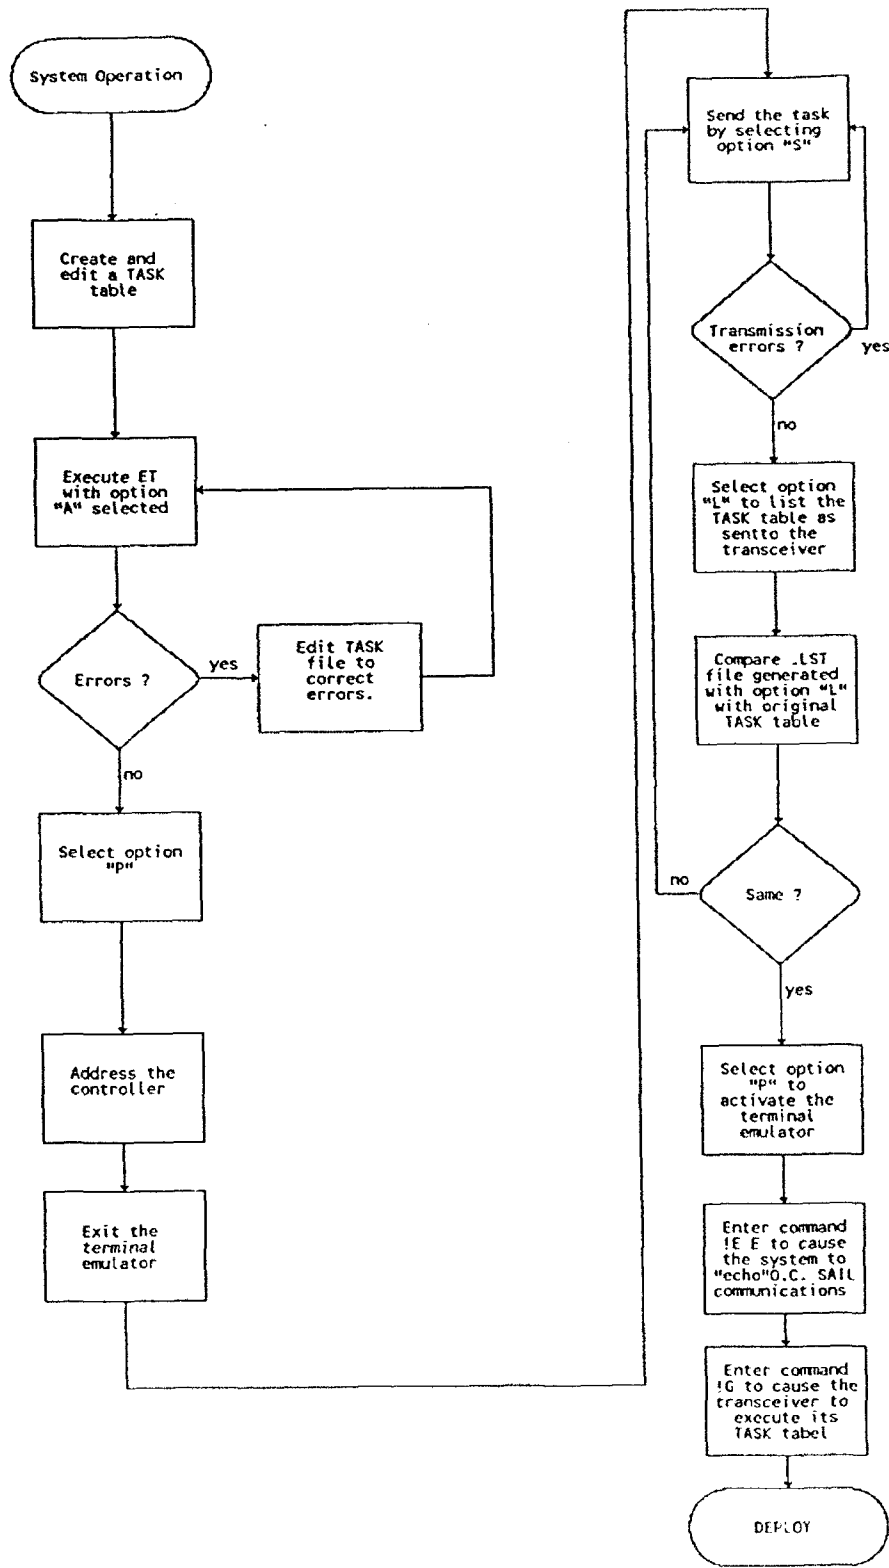 System Operation
Create and
edit a TASK
table
Execute ET
with option
"A" selected
Errors ?
yes
Edit TASK
file to
correct
errors.
no
Select option
"P"
Address the
controller
Exit the
terminal
emulator
Send the task
by selecting
option "S"
Transmission
errors ?
yes
no
Select option
"L" to list the
TASK table as
sentto the
transceiver
Compare .LST
file generated
with option "L"
with original
TASK table
Same ?
no
yes
Select option
"P" to
activate the
terminal
emulator
Enter command
!E E to cause
the system to
"echo"O.C. SAIL
communications
Enter command
!G to cause the
transceiver to
execute its
TASK tabel
DEPLOY